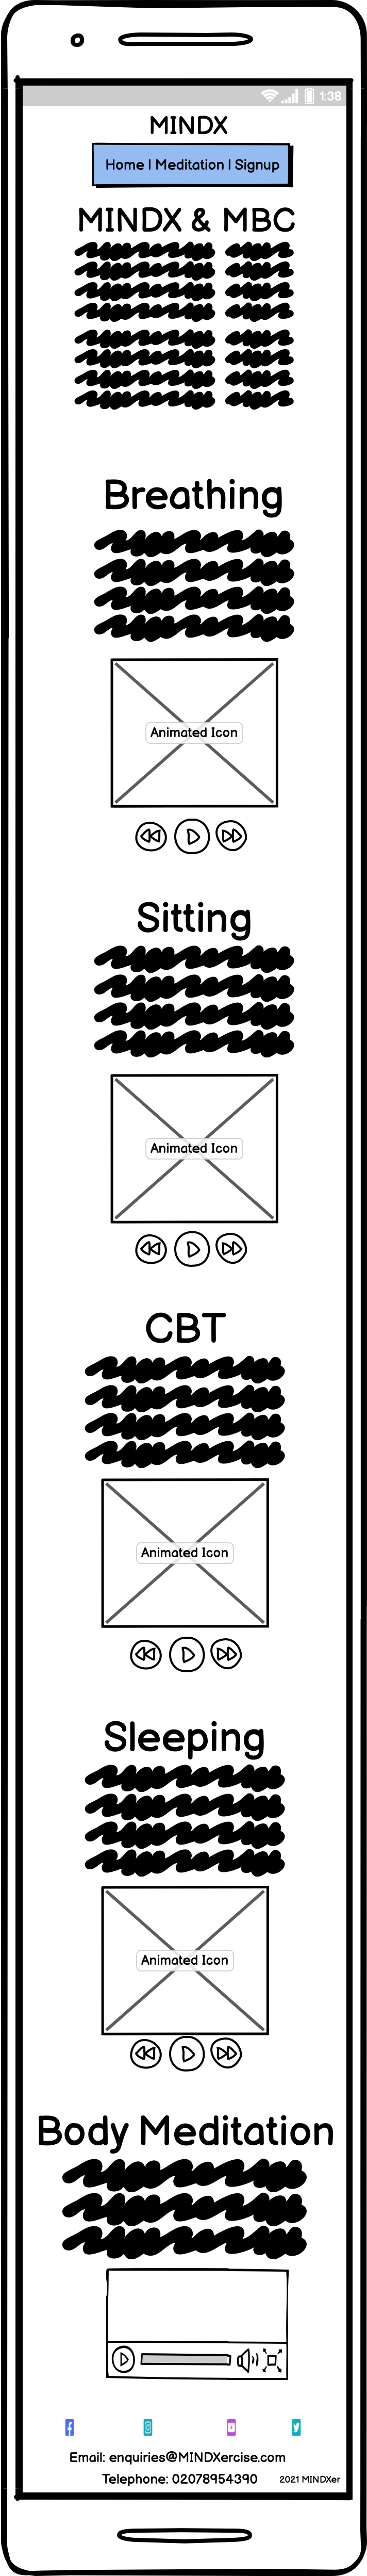 1:38
MINDX
Home | Meditation | Signup
MINDX & MBC
Breathing
Animated Icon
Sitting
Animated Icon
CBT
Animated Icon
Sleeping
Animated Icon
Body Meditation
Email: enquiries@MINDXercise.com
Telephone: 02078954390
2021 MINDXer